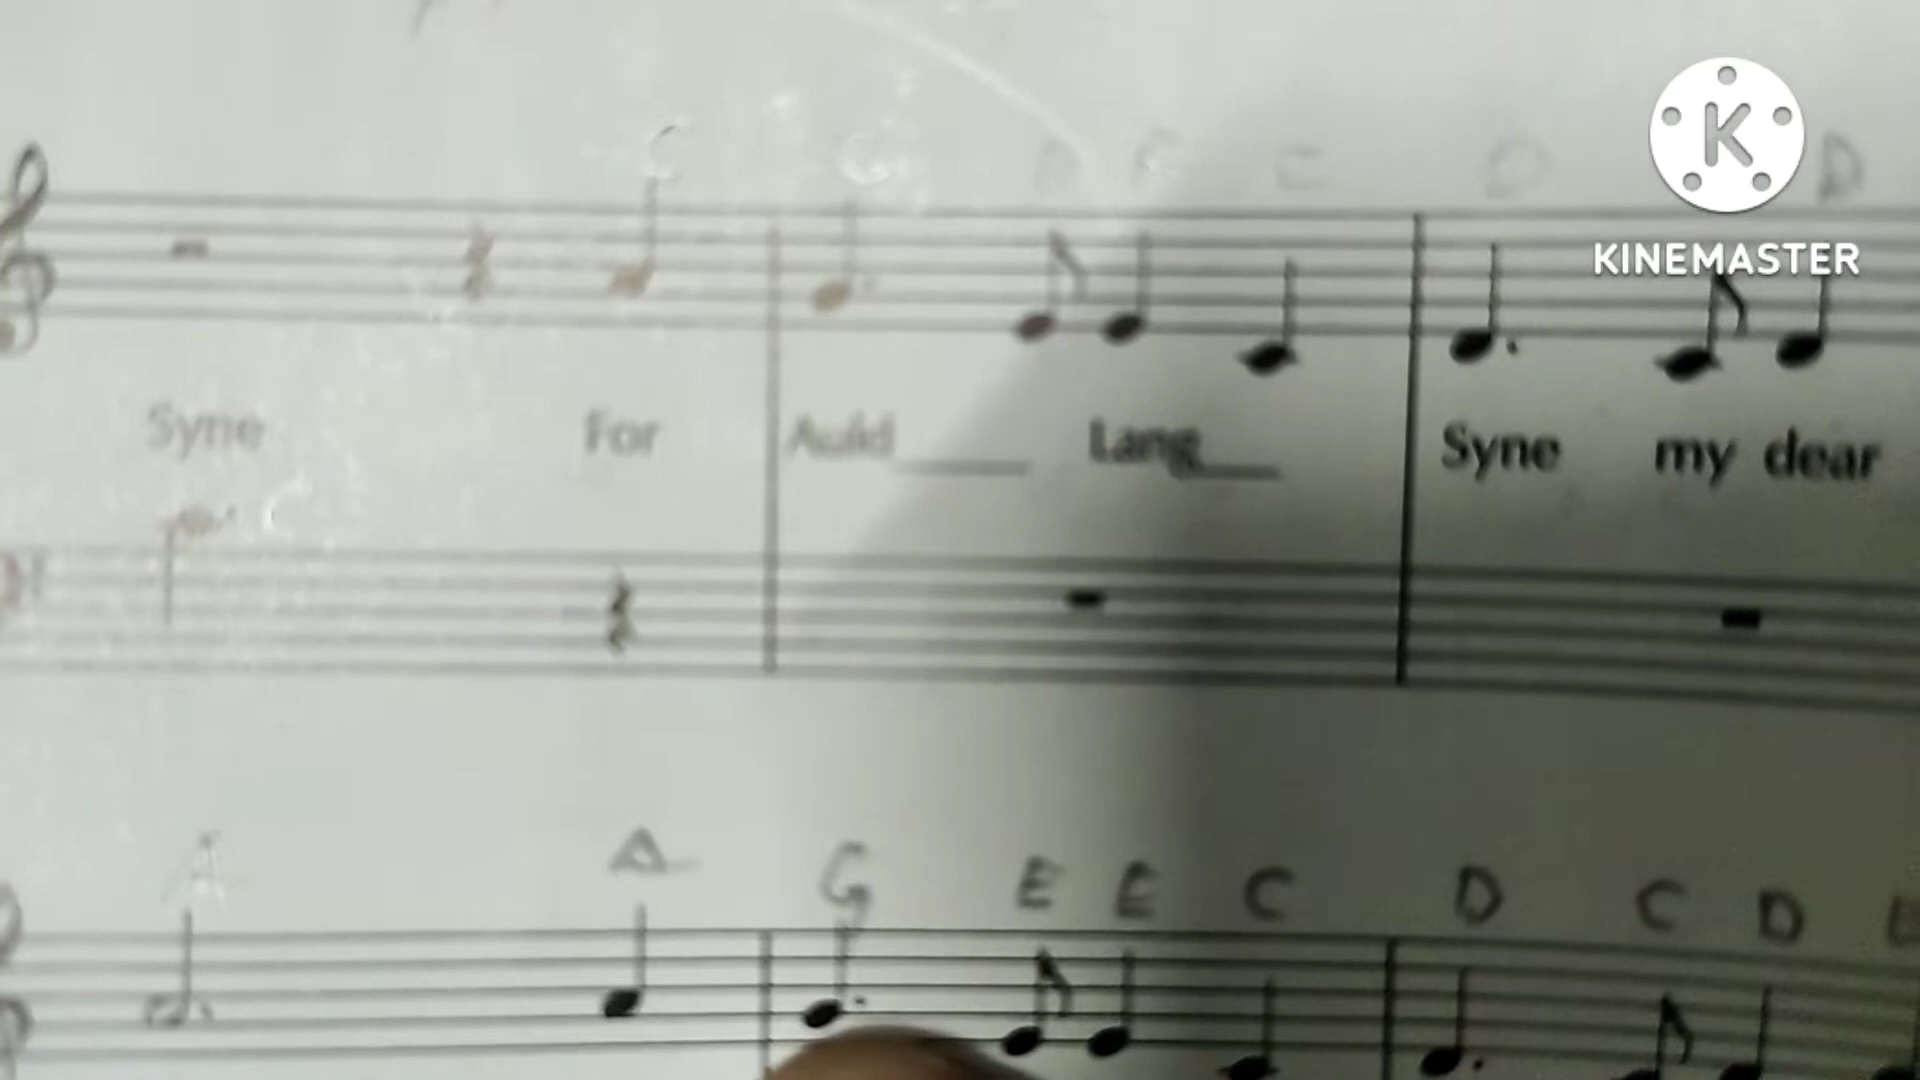 KINEMASTER
C G C D D
Syne For Auld Lang Syne my dear
C
A A G E E C D C D